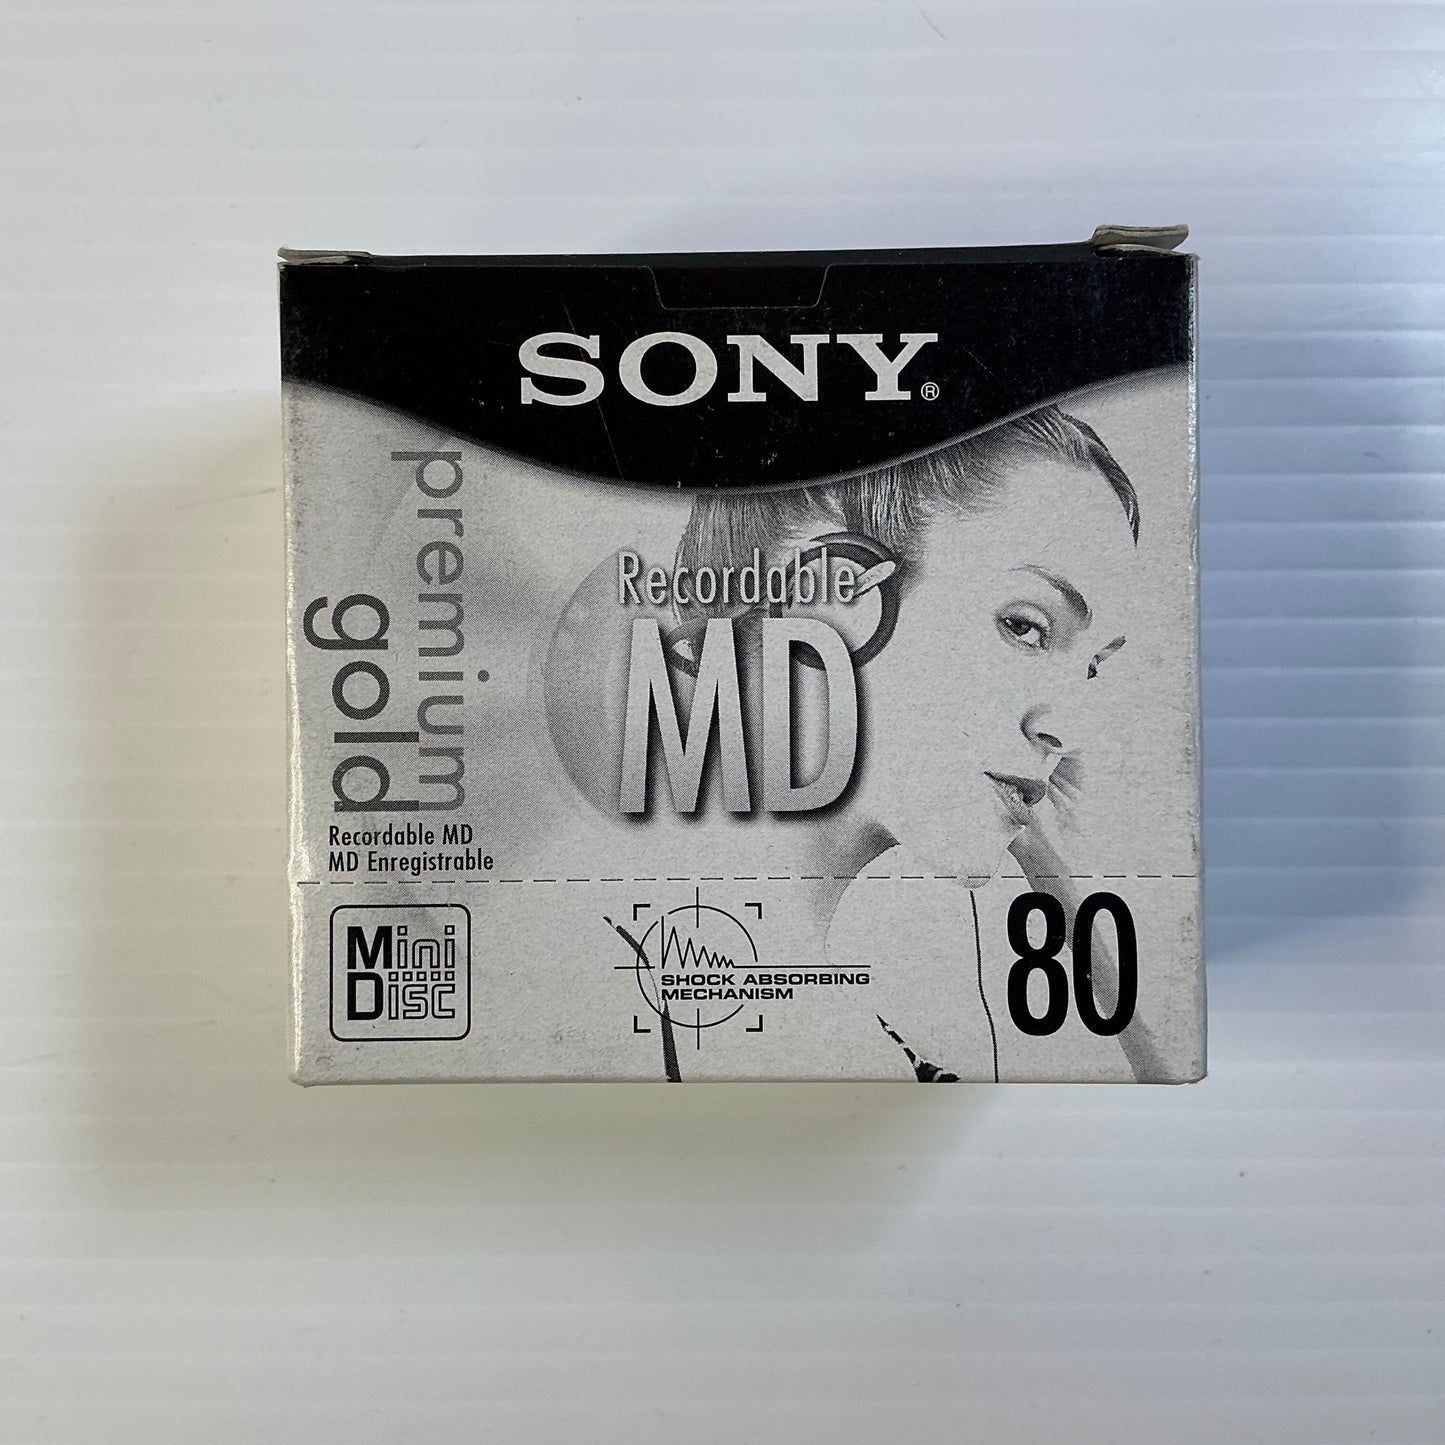 SONY®
premium
gold
Recordable
MD
Recordable MD
MD Enregistrable
Mini
Disc
SHOCK ABSORBING
MECHANISM
80